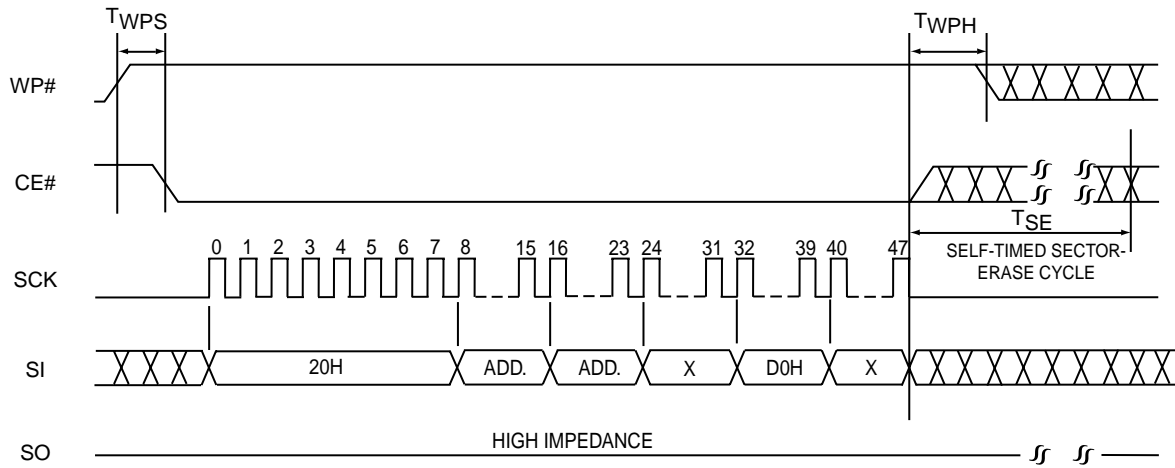 TWPS
TWPH
WP#
CE#
TSE
SELF-TIMED SECTOR-
ERASE CYCLE
0 1 2 3 4 5 6 7 8 15 16 23 24 31 32 39 40 47
SCK
SI
20H ADD. ADD. X D0H X
HIGH IMPEDANCE
SO